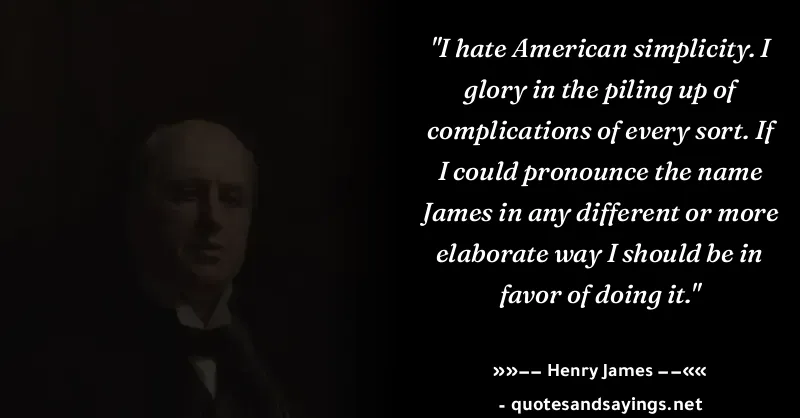 "I hate American simplicity. I
glory in the piling up of
complications of every sort. If
I could pronounce the name
James in any different or more
elaborate way I should be in
favor of doing it."
»»−− Henry James −−««
- quotesandsayings.net